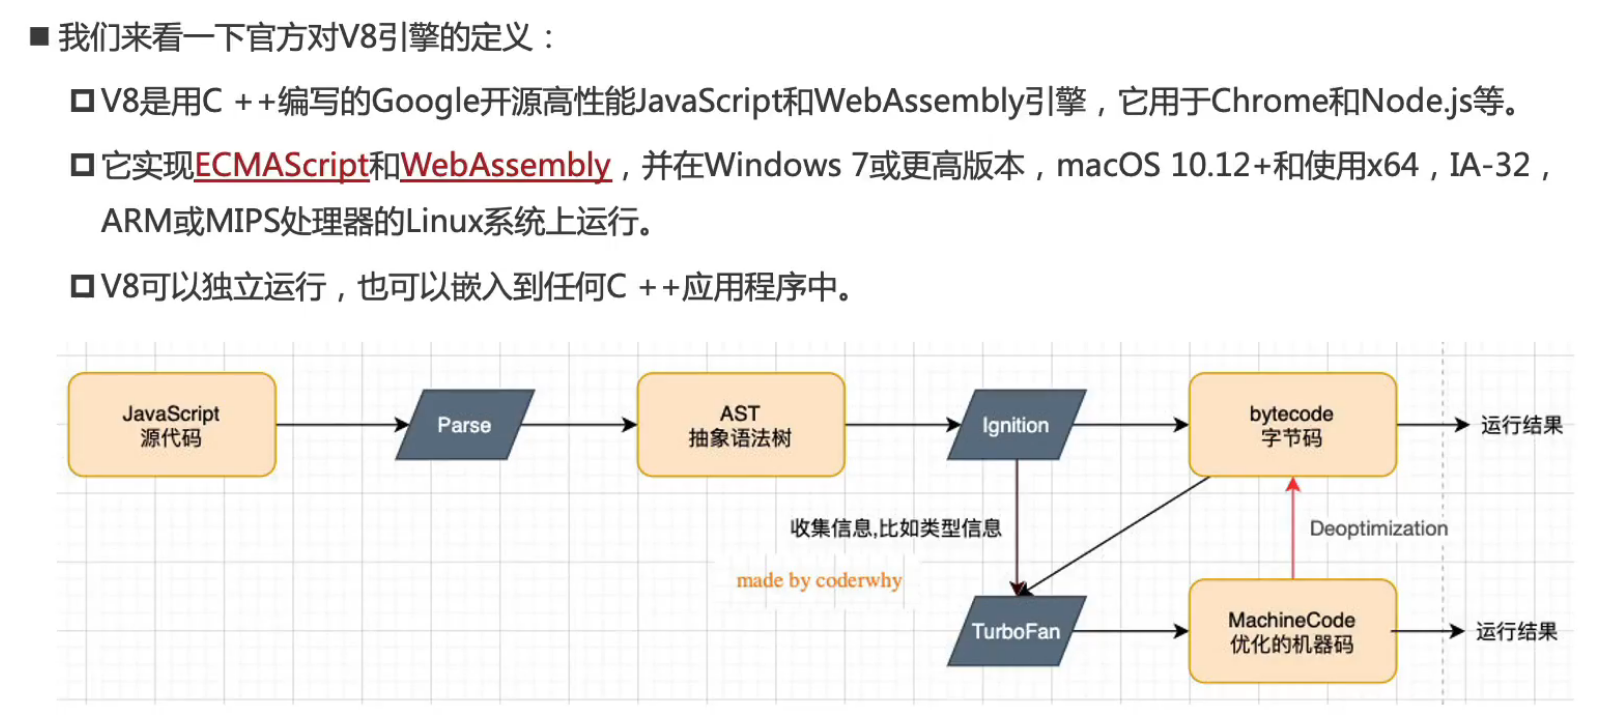 我们来看一下官方对V8引擎的定义：
V8是用C ++编写的Google开源高性能JavaScript和WebAssembly引擎，它用于Chrome和Node.js等。
它实现ECMAScript和WebAssembly，并在Windows 7或更高版本，macOS 10.12+和使用x64，IA-32，
ARM或MIPS处理器的Linux系统上运行。
V8可以独立运行，也可以嵌入到任何C ++应用程序中。
JavaScript
源代码
Parse
AST
抽象语法树
Ignition
bytecode
字节码
运行结果
收集信息,比如类型信息
Deoptimization
made by coderwhy
TurboFan
MachineCode
优化的机器码
运行结果